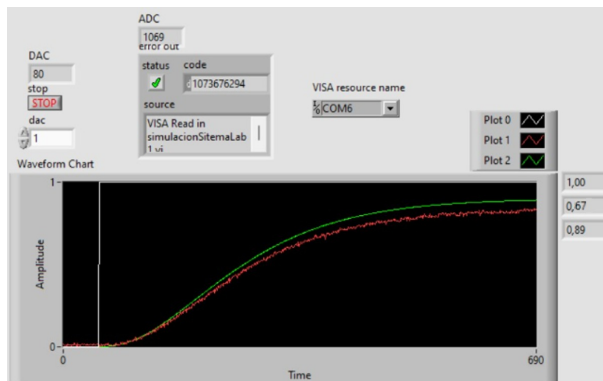 ADC
1069
error out
status code
1073676294
source
VISA Read in
simulacionSitemaLab
1.vi
DAC
80
stop
STOP
dac
1
VISA resource name
COM6
Plot 0
Plot 1
Plot 2
Waveform Chart
1,00
0,67
0,89
Amplitude
1
0
0
690
Time